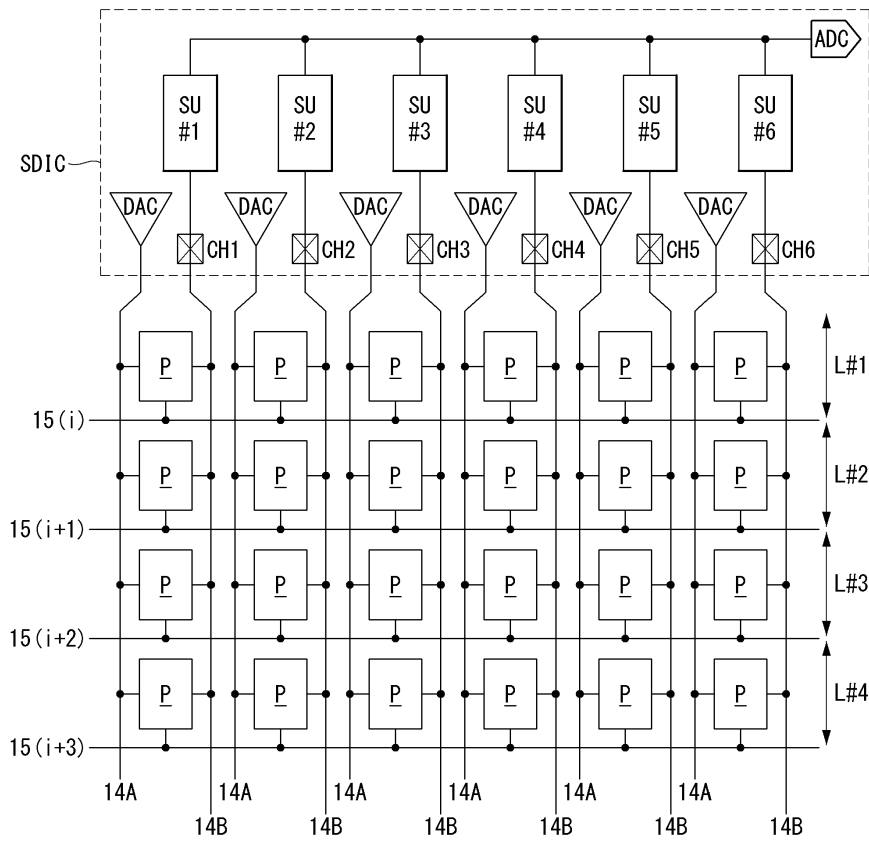 ADC
SU #1
SU #2
SU #3
SU #4
SU #5
SU #6
SDIC
DAC DAC DAC DAC DAC DAC
CH1 CH2 CH3 CH4 CH5 CH6
P P P P P P
L#1
15(i)
P P P P P P
L#2
15(i+1)
P P P P P P
L#3
15(i+2)
P P P P P P
L#4
15(i+3)
14A 14A 14A 14A 14A 14A
14B 14B 14B 14B 14B 14B